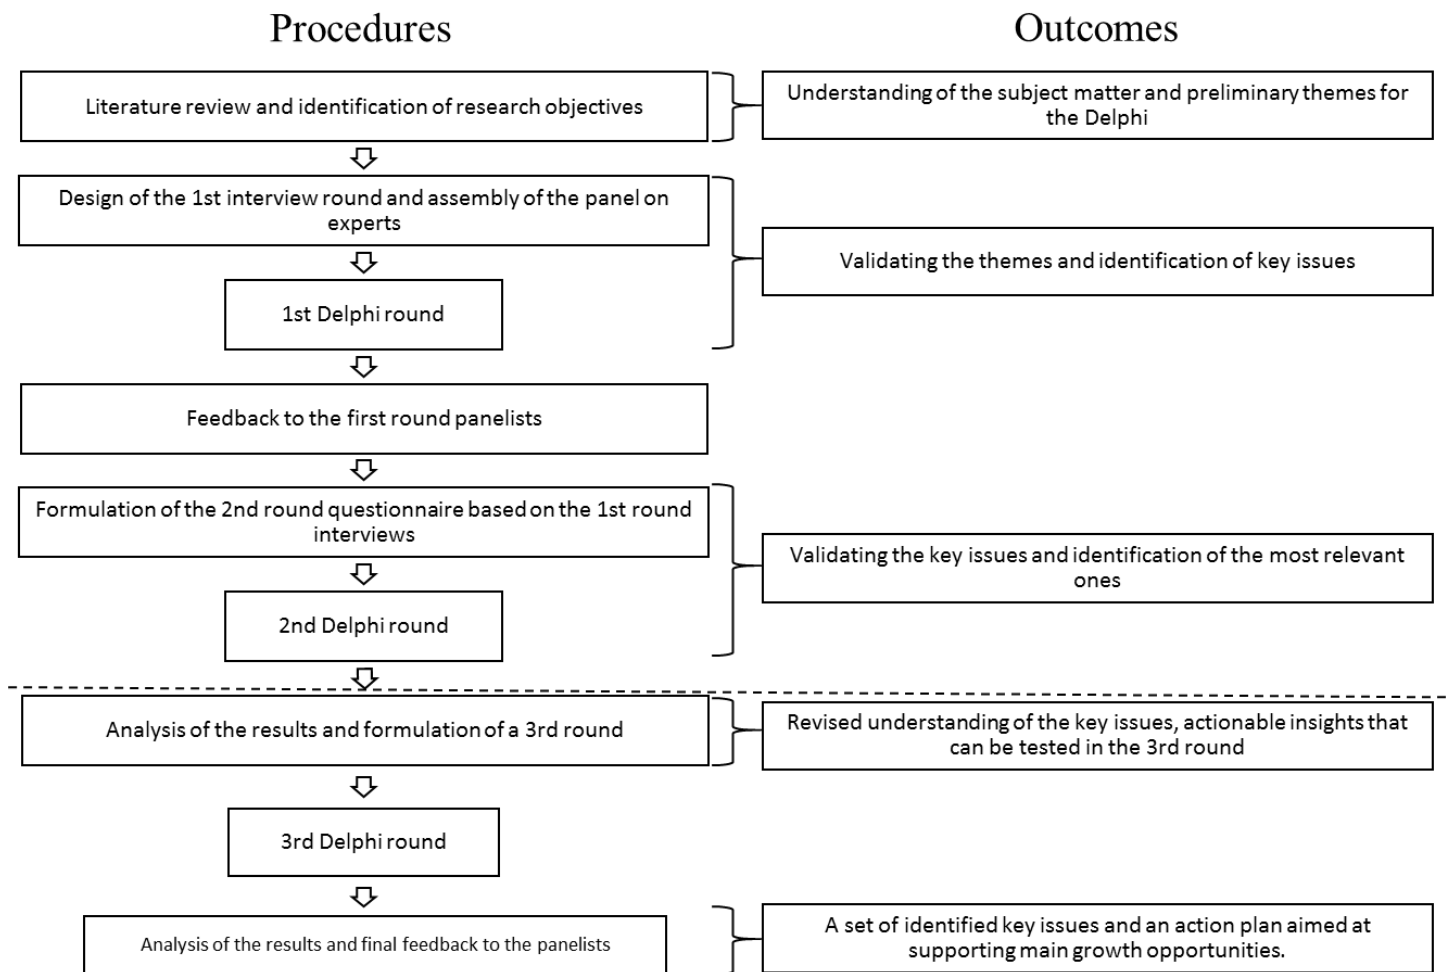 Procedures
Outcomes
Literature review and identification of research objectives
Understanding of the subject matter and preliminary themes for
the Delphi
Design of the 1st interview round and assembly of the panel on
experts
Validating the themes and identification of key issues
1st Delphi round
Feedback to the first round panelists
Formulation of the 2nd round questionnaire based on the 1st round
interviews
Validating the key issues and identification of the most relevant
ones
2nd Delphi round
Analysis of the results and formulation of a 3rd round
Revised understanding of the key issues, actionable insights that
can be tested in the 3rd round
3rd Delphi round
Analysis of the results and final feedback to the panelists
A set of identified key issues and an action plan aimed at
supporting main growth opportunities.